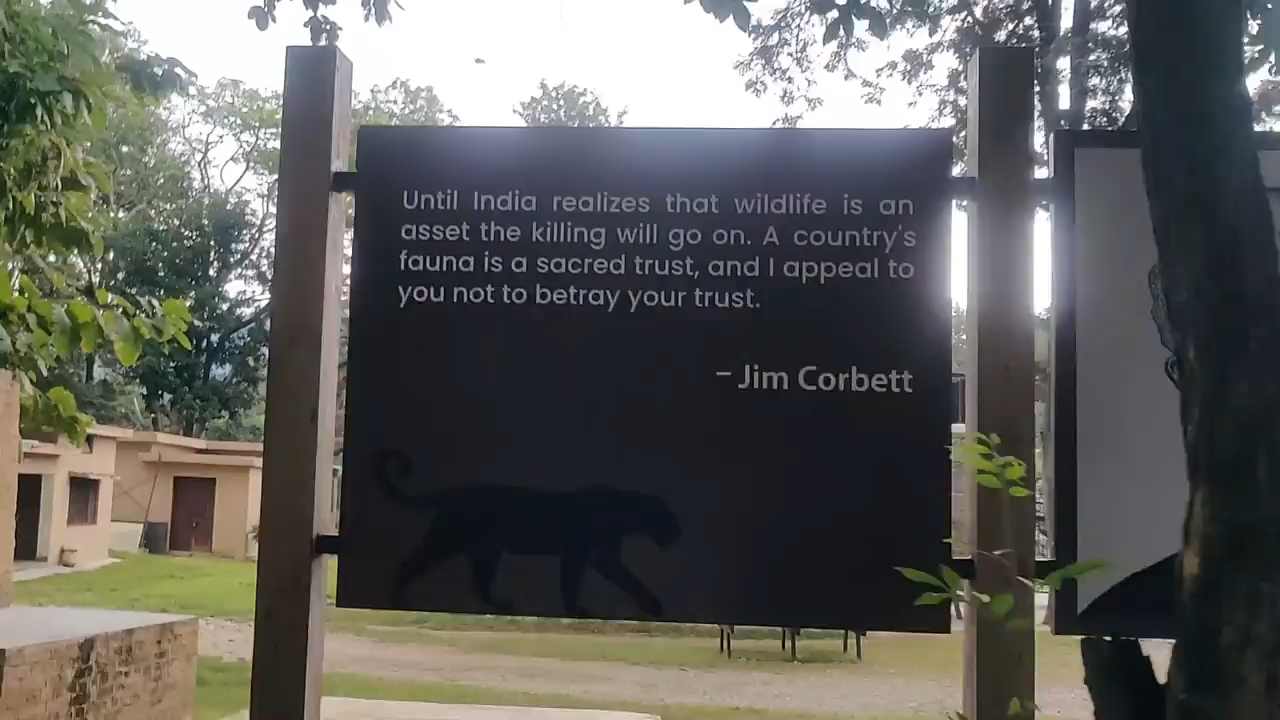 Until India realizes that wildlife is an
asset the killing will go on. A country's
fauna is a sacred trust, and I appeal to
you not to betray your trust.
– Jim Corbett